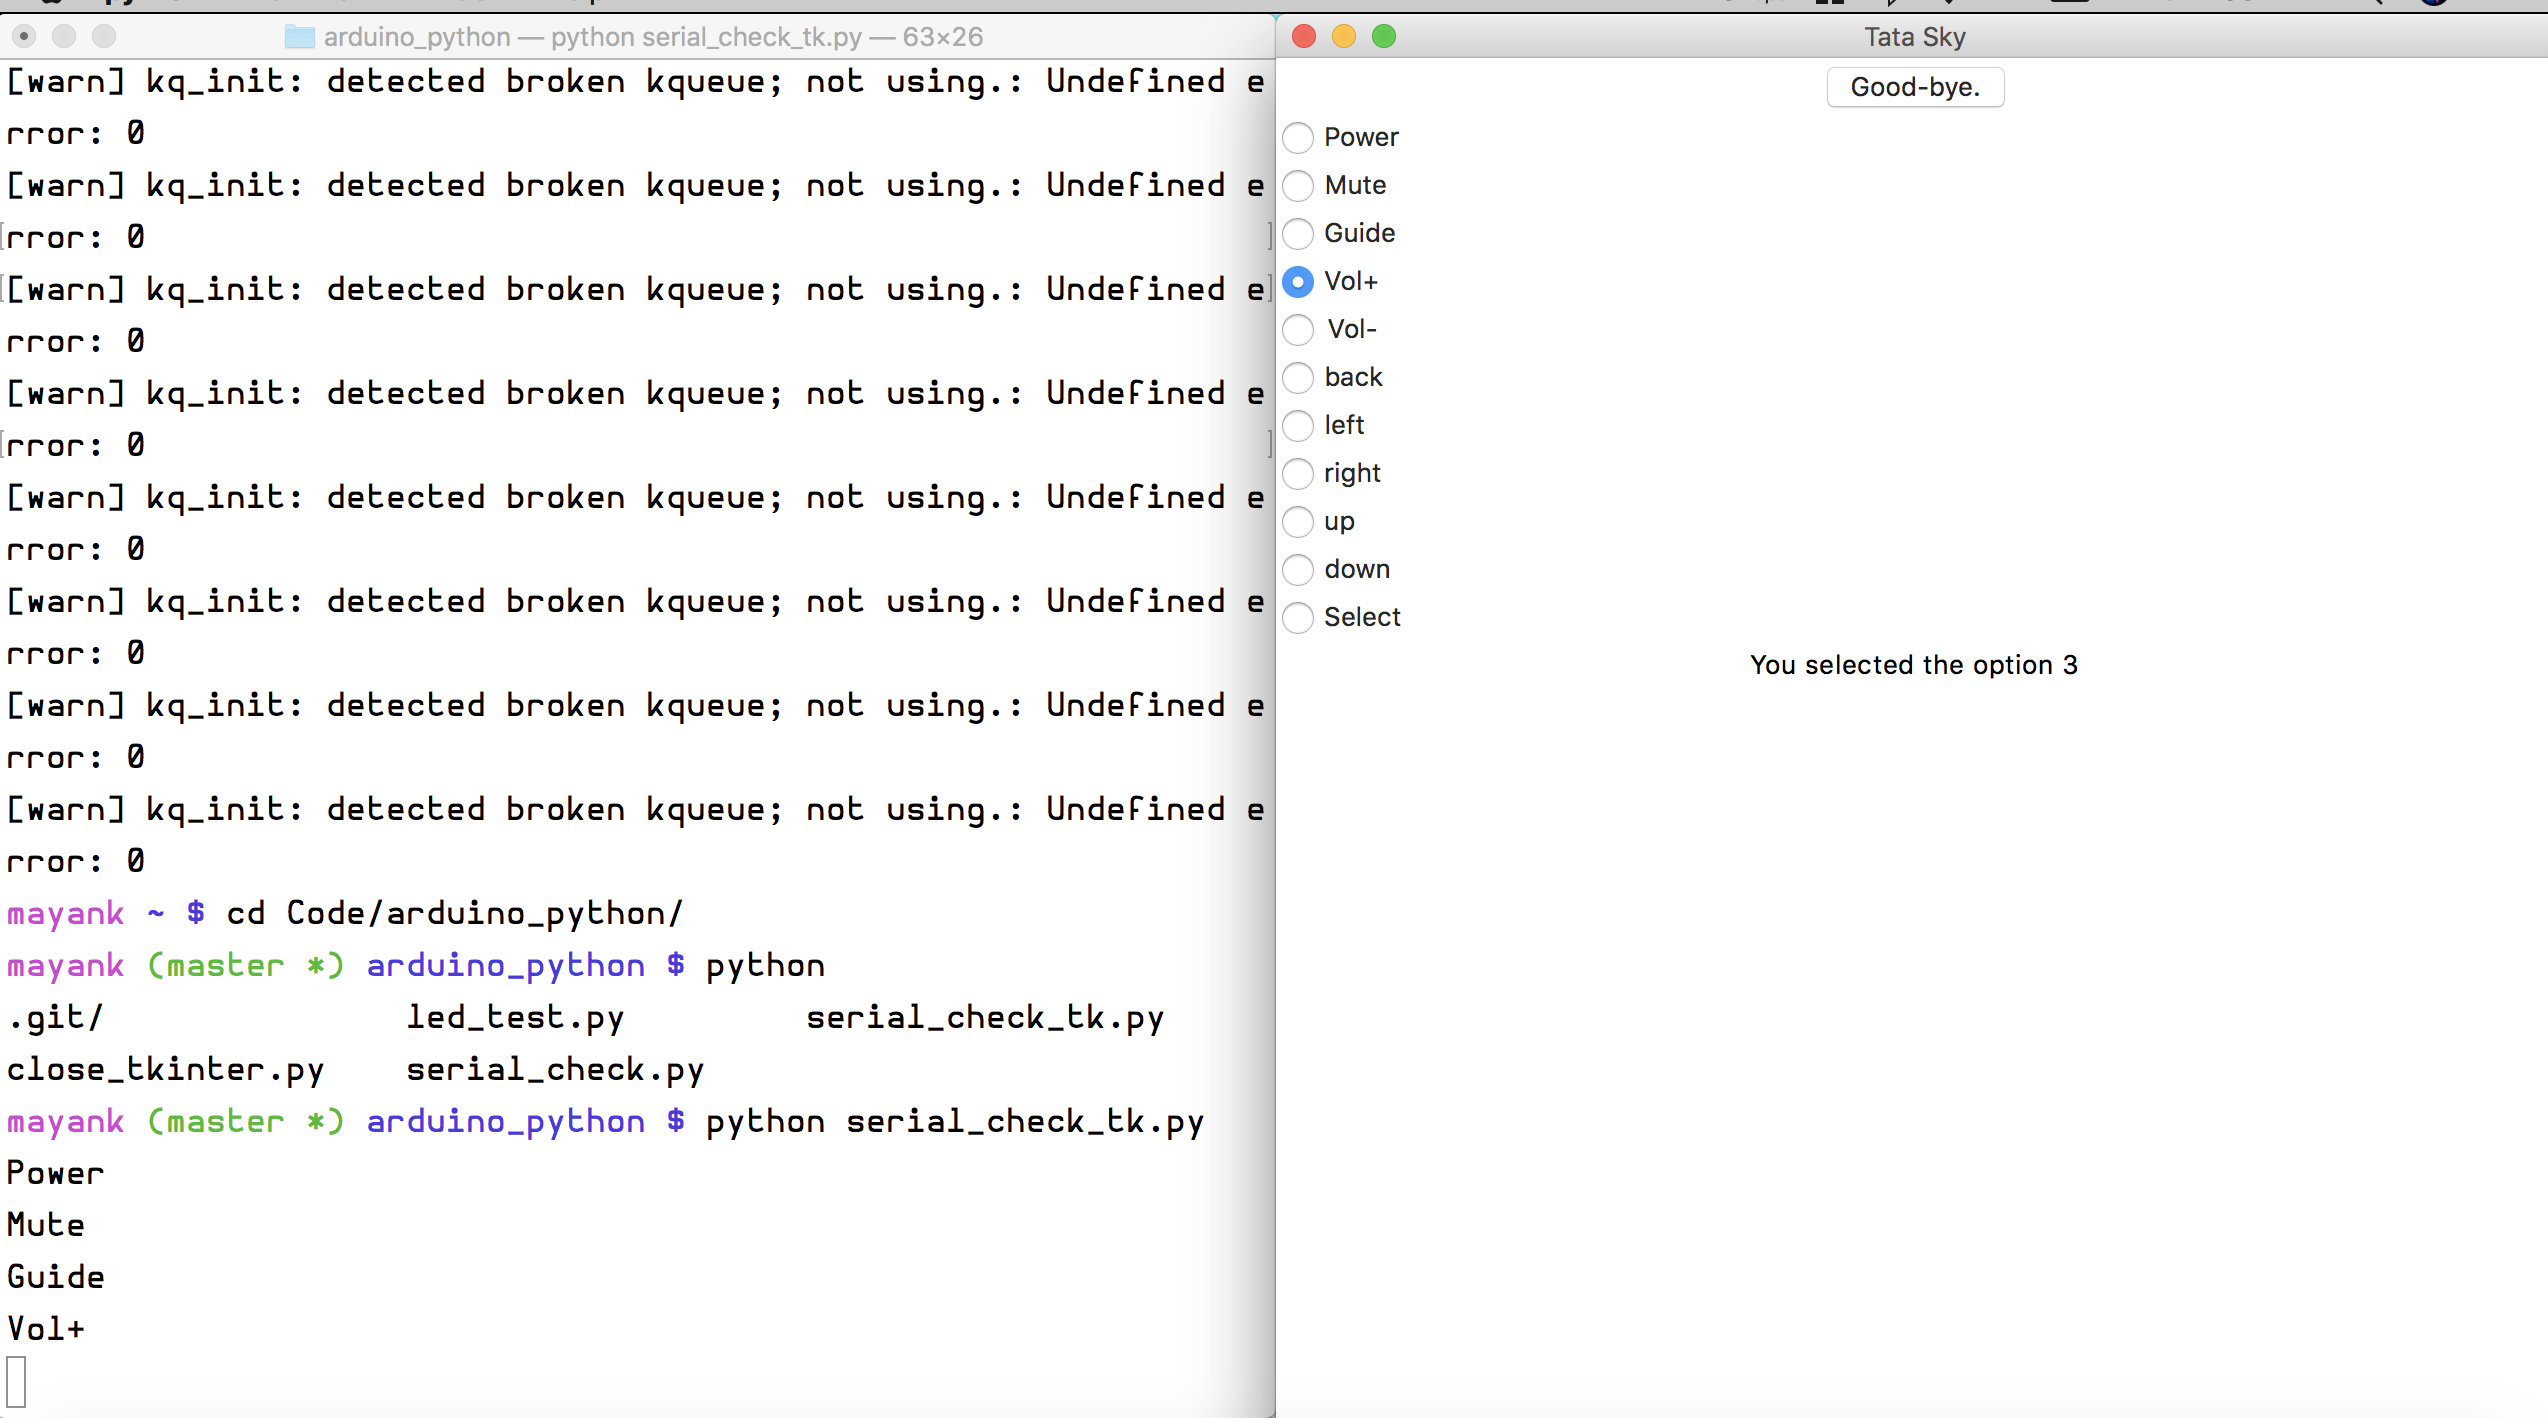 arduino_python — python serial_check_tk.py — 63×26
[warn] kq_init: detected broken kqueue; not using.: Undefined e
rror: 0
[warn] kq_init: detected broken kqueue; not using.: Undefined e
rror: 0
[warn] kq_init: detected broken kqueue; not using.: Undefined e
rror: 0
[warn] kq_init: detected broken kqueue; not using.: Undefined e
rror: 0
[warn] kq_init: detected broken kqueue; not using.: Undefined e
rror: 0
[warn] kq_init: detected broken kqueue; not using.: Undefined e
rror: 0
[warn] kq_init: detected broken kqueue; not using.: Undefined e
rror: 0
[warn] kq_init: detected broken kqueue; not using.: Undefined e
rror: 0
mayank ~ $ cd Code/arduino_python/
mayank (master *) arduino_python $ python
.git/ led_test.py serial_check_tk.py
close_tkinter.py serial_check.py
mayank (master *) arduino_python $ python serial_check_tk.py
Power
Mute
Guide
Vol+
Tata Sky
Good-bye.
Power
Mute
Guide
Vol+
Vol-
back
left
right
up
down
Select
You selected the option 3